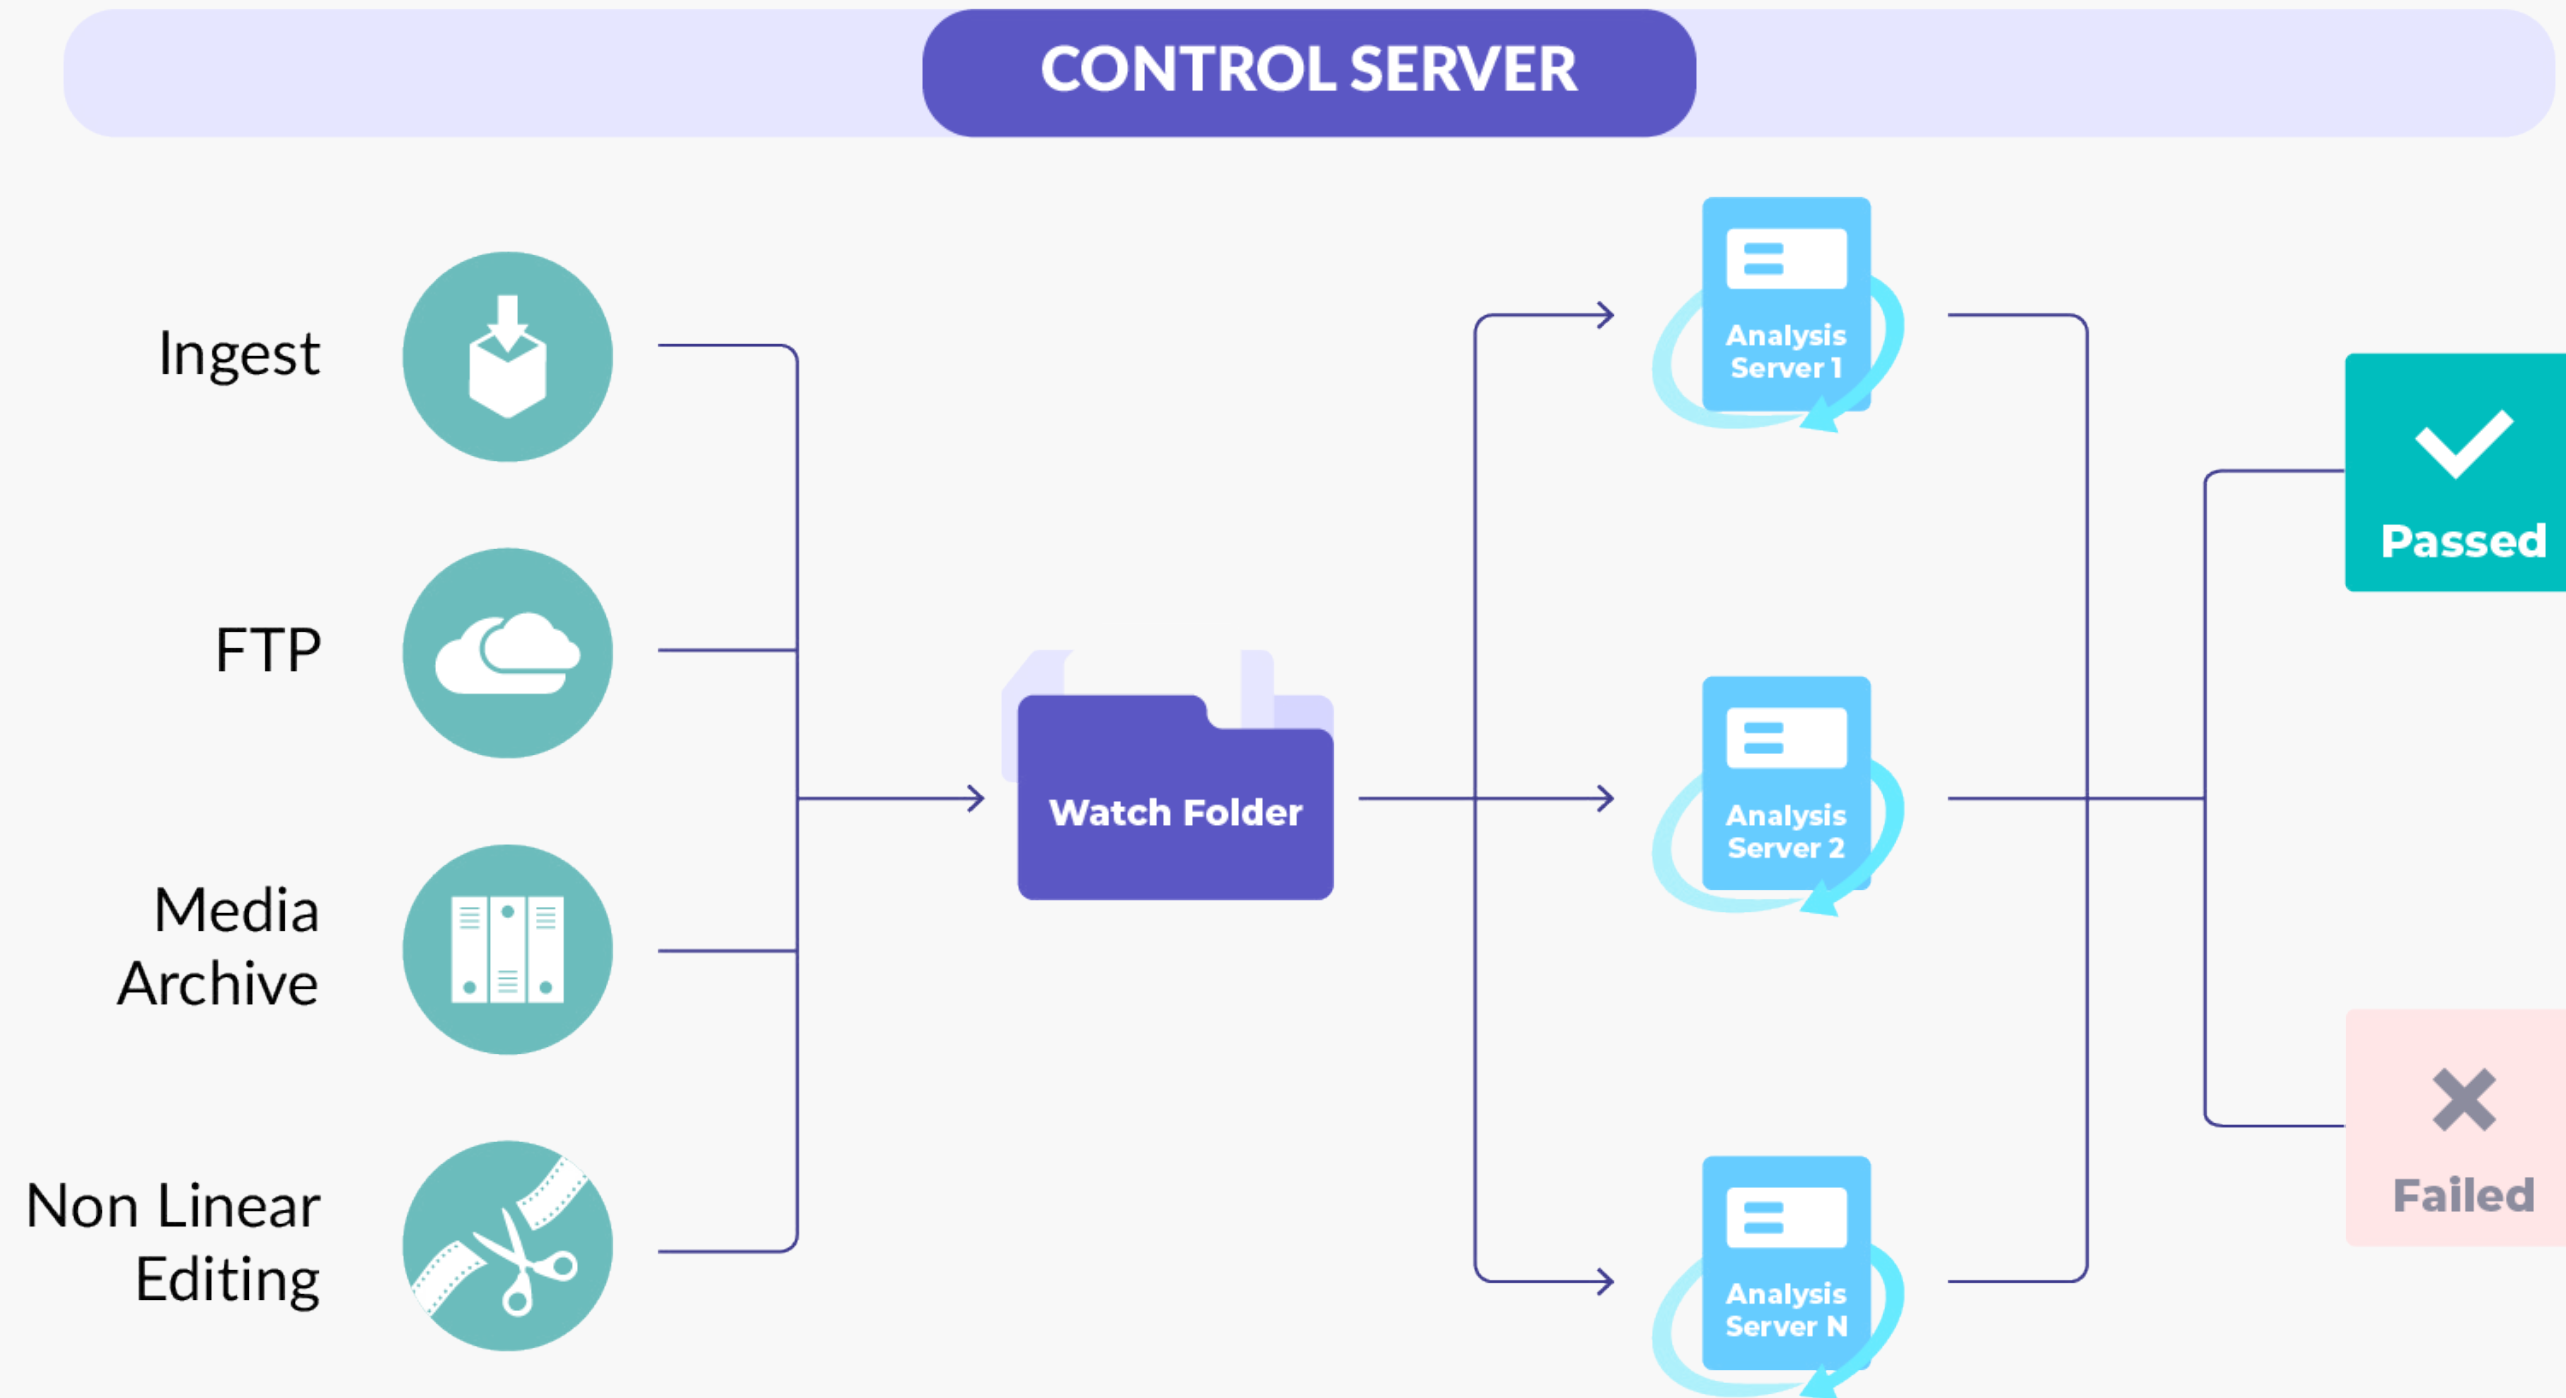 CONTROL SERVER
Ingest
FTP
Media
Archive
Non Linear
Editing
Watch Folder
Analysis
Server 1
Analysis
Server 2
Analysis
Server N
Passed
Failed